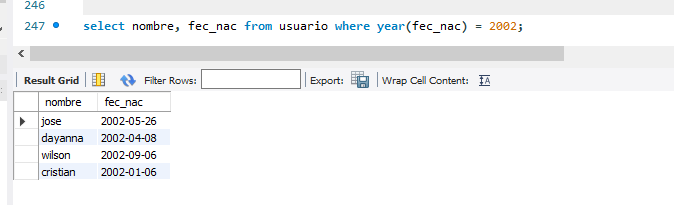 246
247 select nombre, fec_nac from usuario where year(fec_nac) = 2002;
Result Grid Filter Rows: Export: Wrap Cell Content:
nombre fec_nac
jose 2002-05-26
dayanna 2002-04-08
wilson 2002-09-06
cristian 2002-01-06